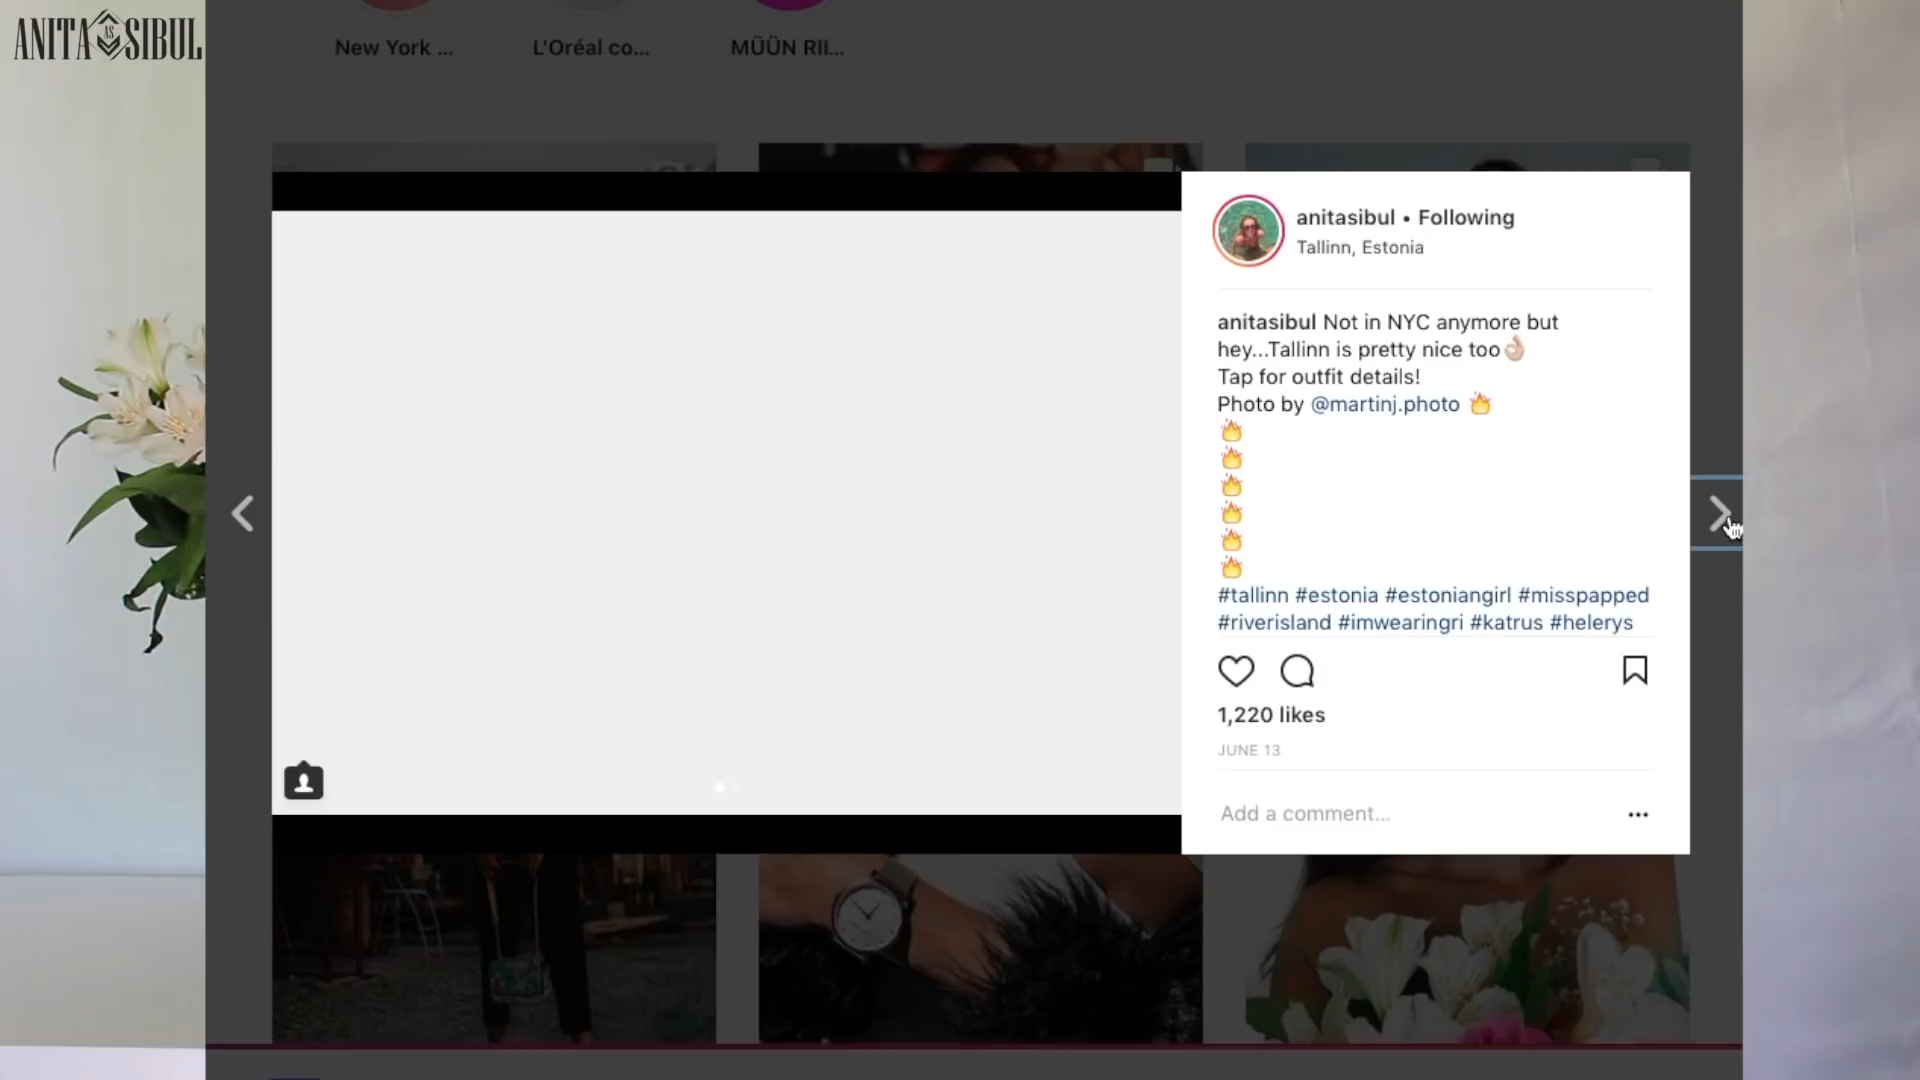 ANITA AS SIBUL
New York ...
L'Oréal co...
MÜÜN RII...
anitasibul • Following
Tallinn, Estonia
anitasibul Not in NYC anymore but
hey...Tallinn is pretty nice too👌🏻
Tap for outfit details!
Photo by @martinj.photo 🔥
🔥
🔥
🔥
🔥
🔥
🔥
#tallinn #estonia #estoniangirl #misspapped
#riverisland #imwearingri #katrus #helerys
1,220 likes
JUNE 13
Add a comment...